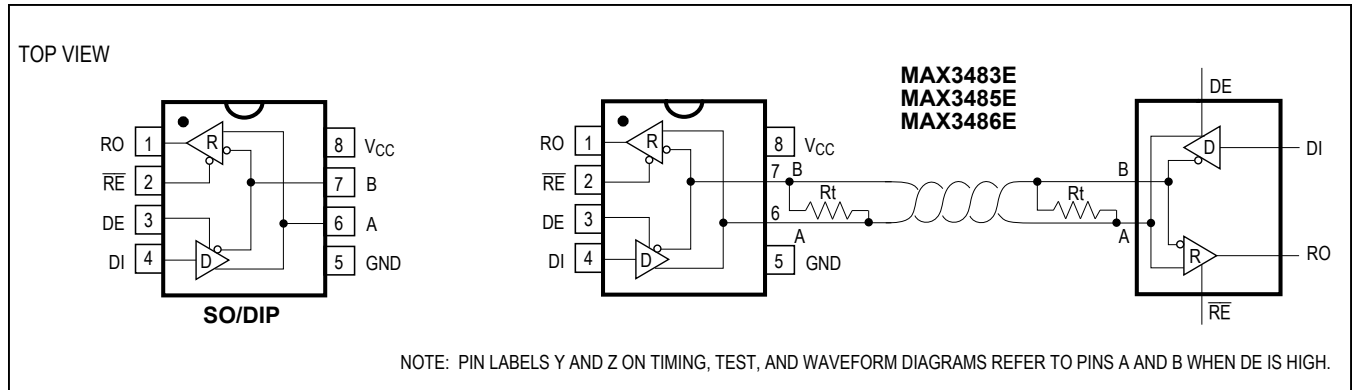 TOP VIEW
RO 1
RE 2
DE 3
DI 4
R
D
8 VCC
7 B
6 A
5 GND
SO/DIP
RO 1
RE 2
DE 3
DI 4
R
D
8 VCC
7 B
6
A
5 GND
Rt
MAX3483E
MAX3485E
MAX3486E
Rt
B
A
DE
D
DI
R
RO
RE
NOTE: PIN LABELS Y AND Z ON TIMING, TEST, AND WAVEFORM DIAGRAMS REFER TO PINS A AND B WHEN DE IS HIGH.